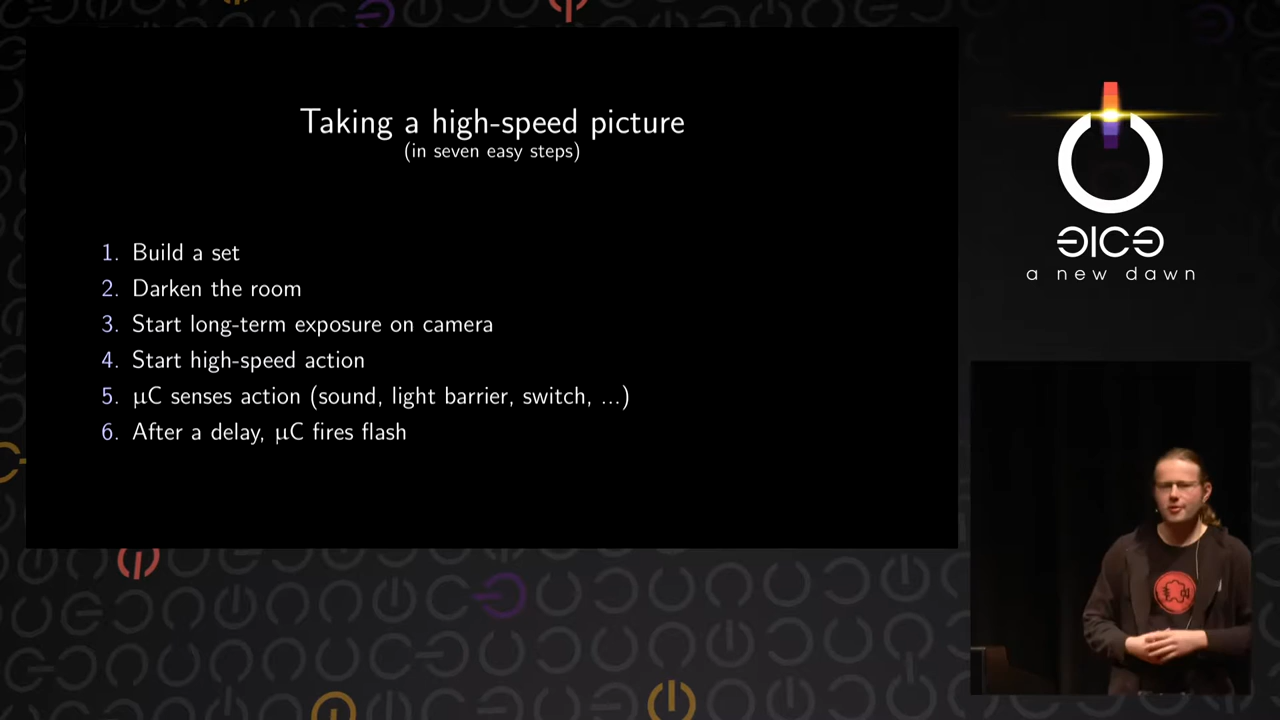 Taking a high-speed picture
(in seven easy steps)
1. Build a set
2. Darken the room
3. Start long-term exposure on camera
4. Start high-speed action
5. µC senses action (sound, light barrier, switch, ...)
6. After a delay, µC fires flash
a new dawn